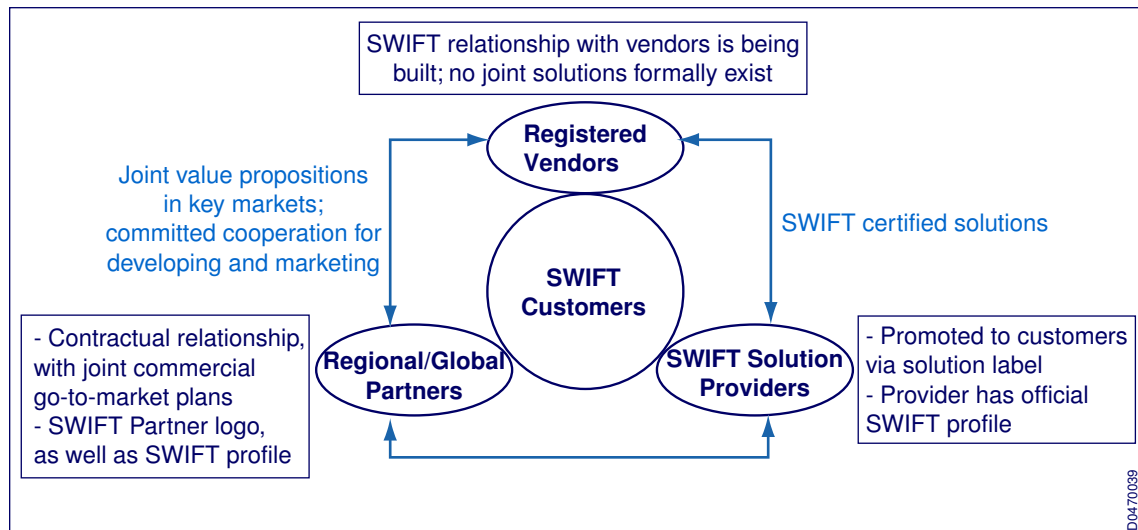 SWIFT relationship with vendors is being
built; no joint solutions formally exist
Registered
Vendors
Joint value propositions
in key markets;
committed cooperation for
developing and marketing
SWIFT certified solutions
SWIFT
Customers
- Contractual relationship,
with joint commercial
go-to-market plans
- SWIFT Partner logo,
as well as SWIFT profile
Regional/Global
Partners
SWIFT Solution
Providers
- Promoted to customers
via solution label
- Provider has official
SWIFT profile
D0470039